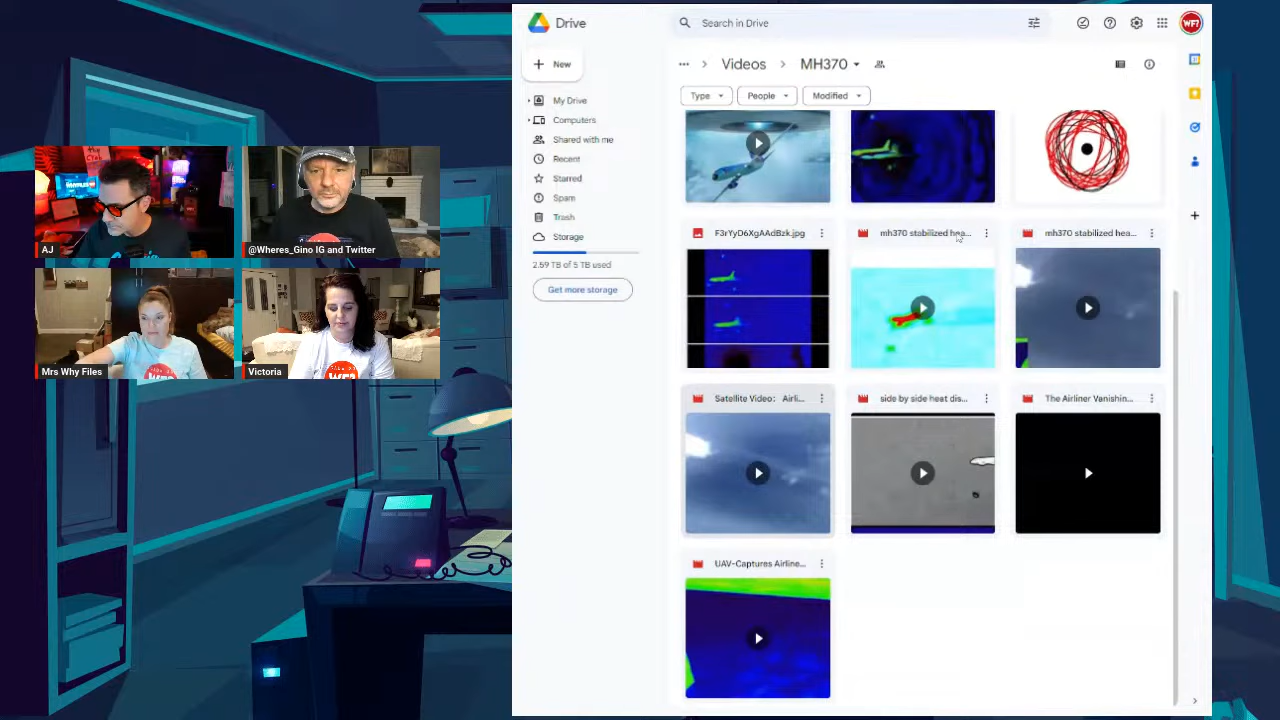 Drive
Search in Drive
WF?
New
Videos
MH370
Type
People
Modified
My Drive
Computers
Shared with me
Recent
Starred
Spam
Trash
Storage
2.59 TB of 5 TB used
Get more storage
F3rYyD6XgAAdBzk.jpg
mh370 stabilized hea...
mh370 stabilized hea...
Satellite Video: Airli...
side by side heat dis...
The Airliner Vanishin...
UAV-Captures Airline...
AJ
@Wheres_Gino IG and Twitter
Mrs Why Files
Victoria